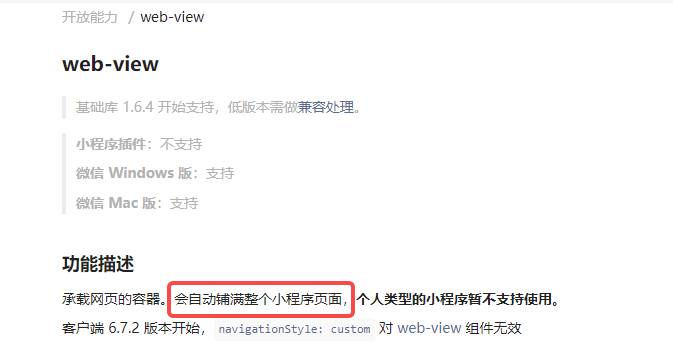 开放能力 / web-view
web-view
基础库 1.6.4 开始支持，低版本需做兼容处理。
小程序插件：不支持
微信 Windows 版：支持
微信 Mac 版：支持
功能描述
承载网页的容器。会自动铺满整个小程序页面，个人类型的小程序暂不支持使用。
客户端 6.7.2 版本开始，navigationStyle: custom 对 web-view 组件无效